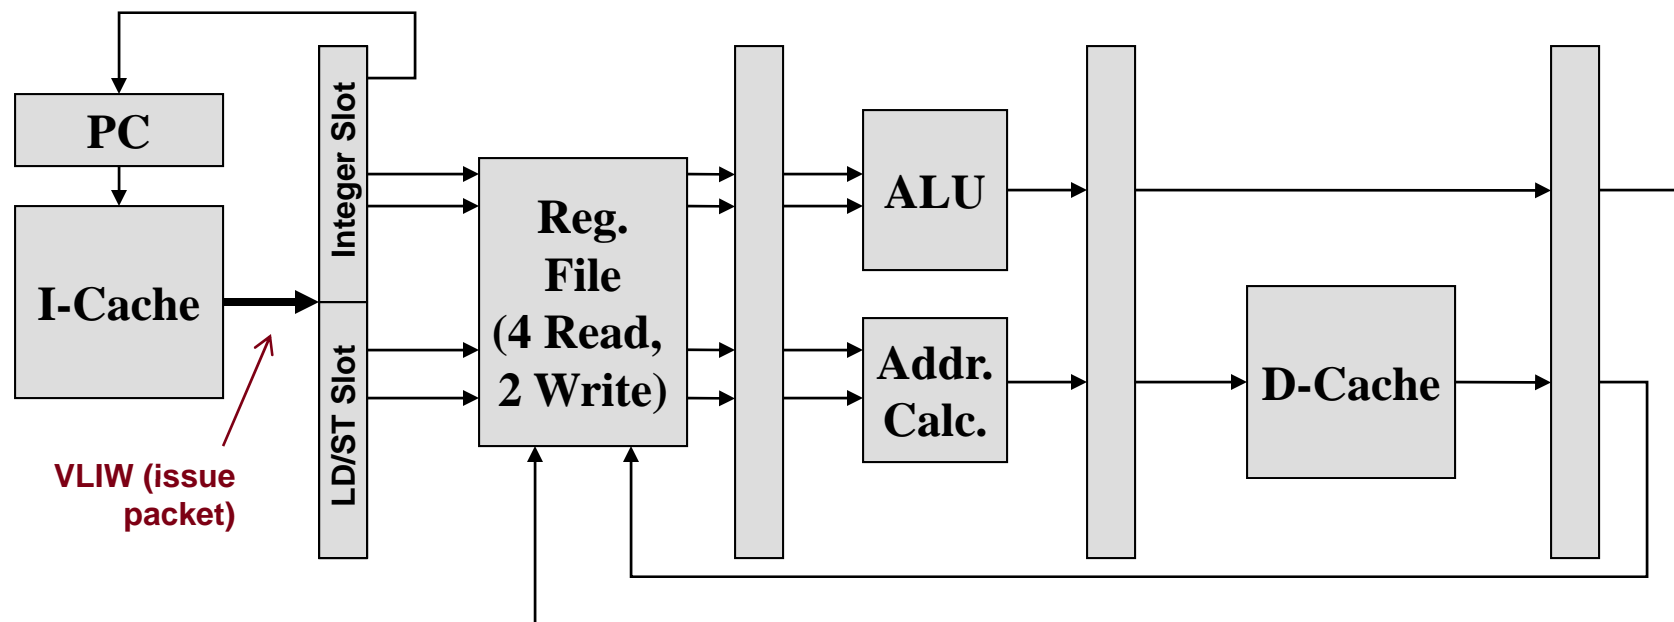 PC
I-Cache
VLIW (issue
packet)
Integer Slot
LD/ST Slot
Reg.
File
(4 Read,
2 Write)
ALU
Addr.
Calc.
D-Cache